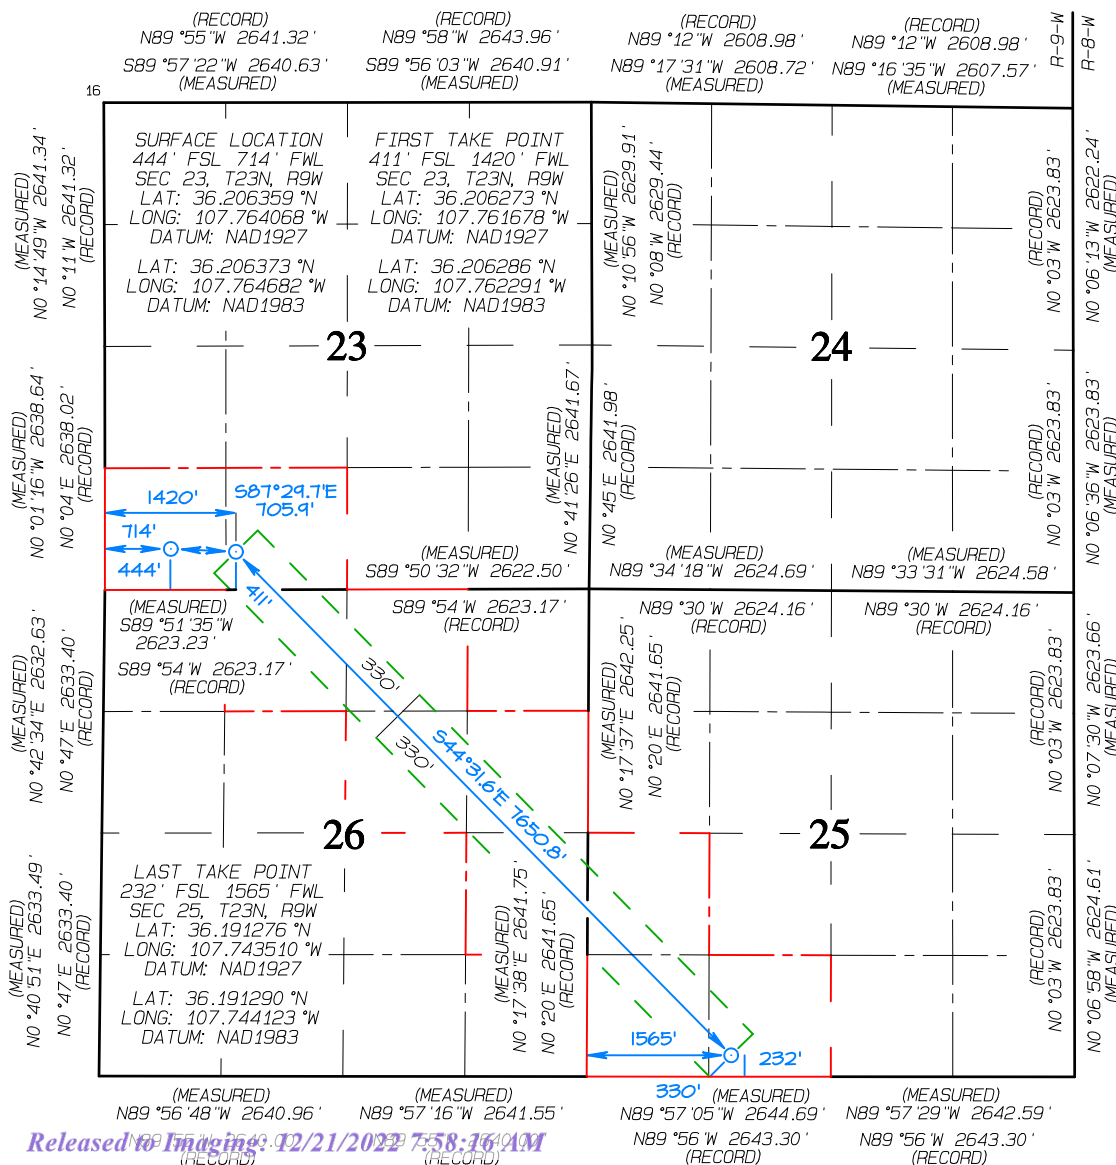 (RECORD)
N89°55'W 2641.32'
S89°57'22"W 2640.63'
(MEASURED)
(RECORD)
N89°58'W 2643.96'
S89°56'03"W 2640.91'
(MEASURED)
(RECORD)
N89°12'W 2608.98'
N89°17'31"W 2608.72'
(MEASURED)
(RECORD)
N89°12'W 2608.98'
N89°16'35"W 2607.57'
(MEASURED)
R-9-W
R-8-W
16
(MEASURED)
N0°14'49"W 2641.34'
N0°11'W 2641.32'
(RECORD)
SURFACE LOCATION
444' FSL 714' FWL
SEC 23, T23N, R9W
LAT: 36.206359°N
LONG: 107.764068°W
DATUM: NAD1927
LAT: 36.206373°N
LONG: 107.764682°W
DATUM: NAD1983
FIRST TAKE POINT
411' FSL 1420' FWL
SEC 23, T23N, R9W
LAT: 36.206273°N
LONG: 107.761678°W
DATUM: NAD1927
LAT: 36.206286°N
LONG: 107.762291°W
DATUM: NAD1983
(MEASURED)
N0°10'56"W 2629.91'
N0°08'W 2629.44'
(RECORD)
(RECORD)
N0°03'W 2623.83'
N0°06'13"W 2622.24'
(MEASURED)
23
24
(MEASURED)
N0°01'16"W 2638.64'
N0°04'E 2638.02'
(RECORD)
(MEASURED)
N0°41'26"E 2641.67'
N0°45'E 2641.98'
(RECORD)
(RECORD)
N0°03'W 2623.83'
N0°06'36"W 2623.83'
(MEASURED)
1420'
S87°29.7'E
705.9'
714'
444'
411'
(MEASURED)
S89°50'32"W 2622.50'
(MEASURED)
N89°34'18"W 2624.69'
(MEASURED)
N89°33'31"W 2624.58'
(MEASURED)
S89°51'35"W
2623.23'
S89°54'W 2623.17'
(RECORD)
S89°54'W 2623.17'
(RECORD)
N89°30'W 2624.16'
(RECORD)
N89°30'W 2624.16'
(RECORD)
(MEASURED)
N0°42'34"E 2632.63'
N0°47'E 2633.40'
(RECORD)
330'
330'
S44°31.6'E 7650.8'
(MEASURED)
N0°17'37"E 2642.25'
N0°20'E 2641.65'
(RECORD)
(RECORD)
N0°03'W 2623.83'
N0°07'30"W 2623.66'
(MEASURED)
26
25
LAST TAKE POINT
232' FSL 1565' FWL
SEC 25, T23N, R9W
LAT: 36.191276°N
LONG: 107.743510°W
DATUM: NAD1927
LAT: 36.191290°N
LONG: 107.744123°W
DATUM: NAD1983
(MEASURED)
N0°40'51"E 2633.49'
N0°47'E 2633.40'
(RECORD)
(MEASURED)
N0°17'38"E 2641.75'
N0°20'E 2641.65'
(RECORD)
(RECORD)
N0°03'W 2623.83'
N0°06'58"W 2624.61'
(MEASURED)
1565'
232'
330'
(MEASURED)
N89°56'48"W 2640.96'
N89°55'W 2640.00'
(RECORD)
(MEASURED)
N89°57'16"W 2641.55'
(RECORD)
(MEASURED)
N89°57'05"W 2644.69'
N89°56'W 2643.30'
(RECORD)
(MEASURED)
N89°57'29"W 2642.59'
N89°56'W 2643.30'
(RECORD)
Released to Imaging: 12/21/2022 7:58:16 AM